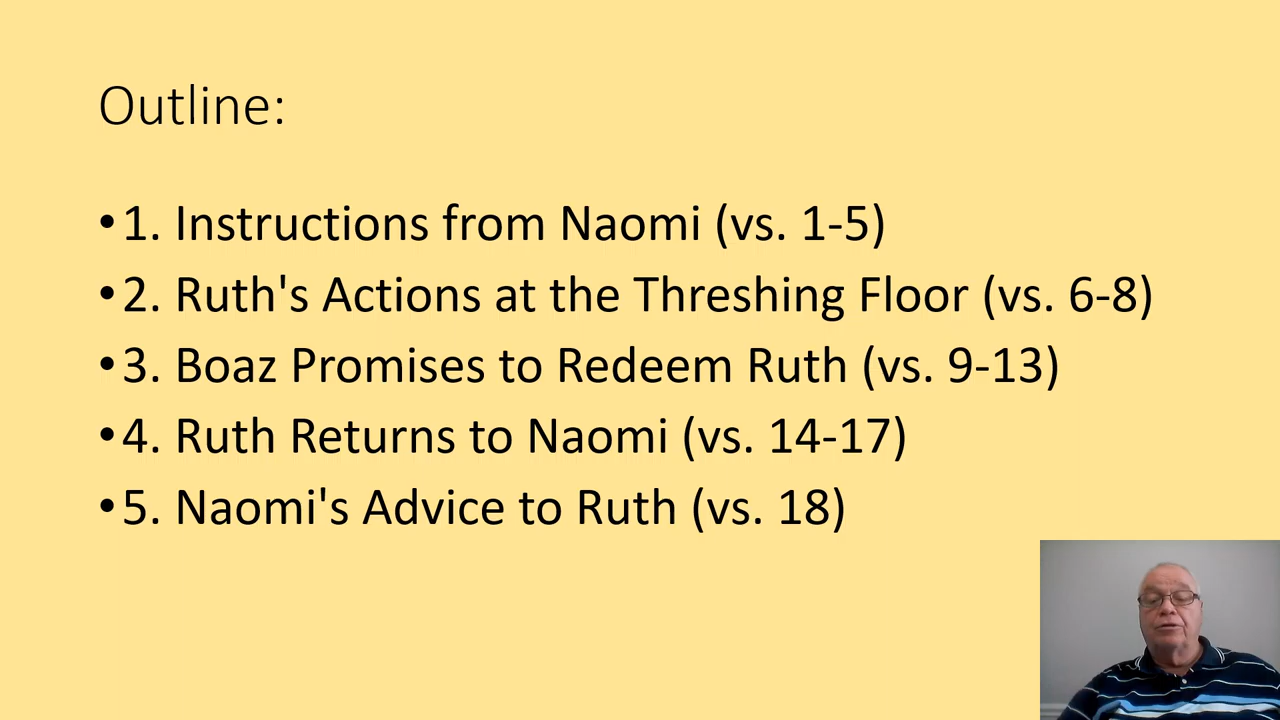 Outline:
•1. Instructions from Naomi (vs. 1-5)
•2. Ruth's Actions at the Threshing Floor (vs. 6-8)
•3. Boaz Promises to Redeem Ruth (vs. 9-13)
•4. Ruth Returns to Naomi (vs. 14-17)
•5. Naomi's Advice to Ruth (vs. 18)